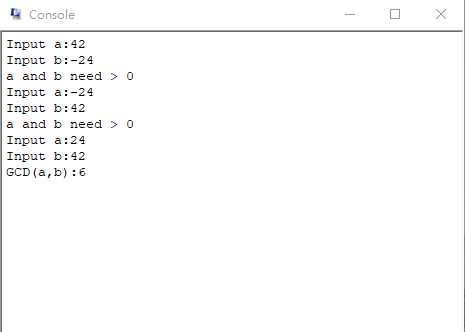 Console
Input a:42
Input b:-24
a and b need > 0
Input a:-24
Input b:42
a and b need > 0
Input a:24
Input b:42
GCD(a,b):6